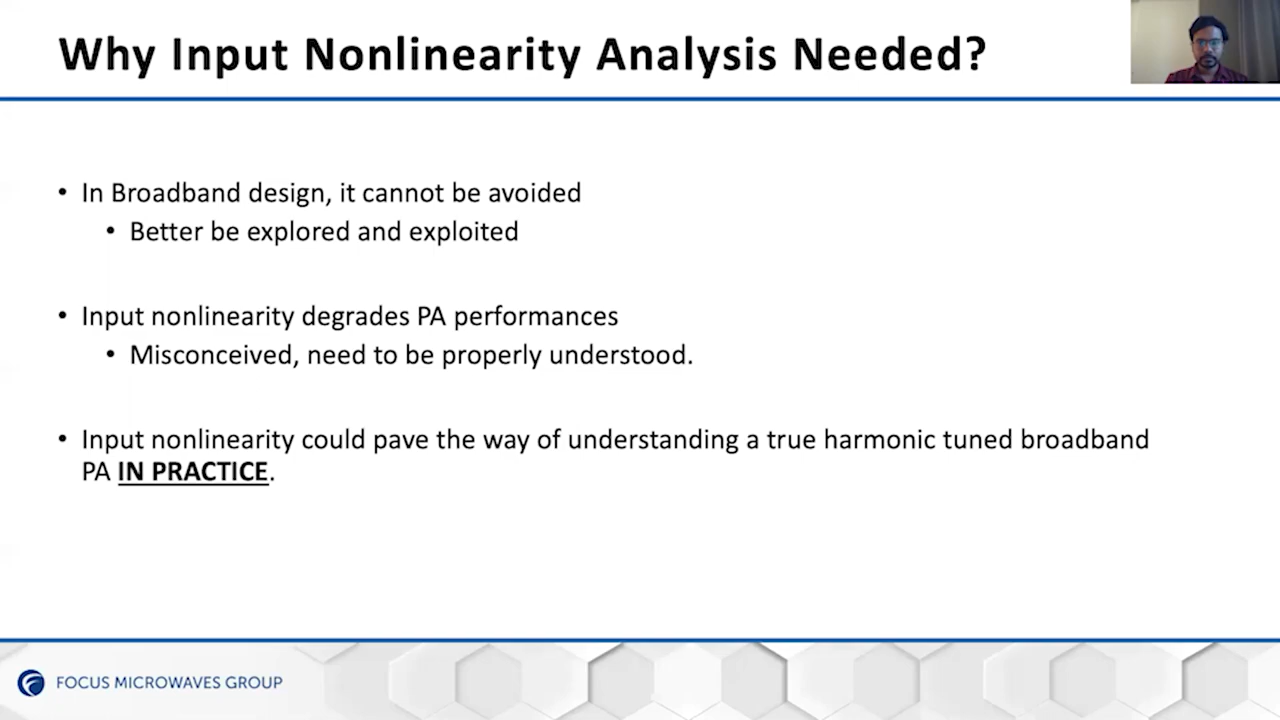 Why Input Nonlinearity Analysis Needed?
• In Broadband design, it cannot be avoided
• Better be explored and exploited
• Input nonlinearity degrades PA performances
• Misconceived, need to be properly understood.
• Input nonlinearity could pave the way of understanding a true harmonic tuned broadband
PA IN PRACTICE.
FOCUS MICROWAVES GROUP